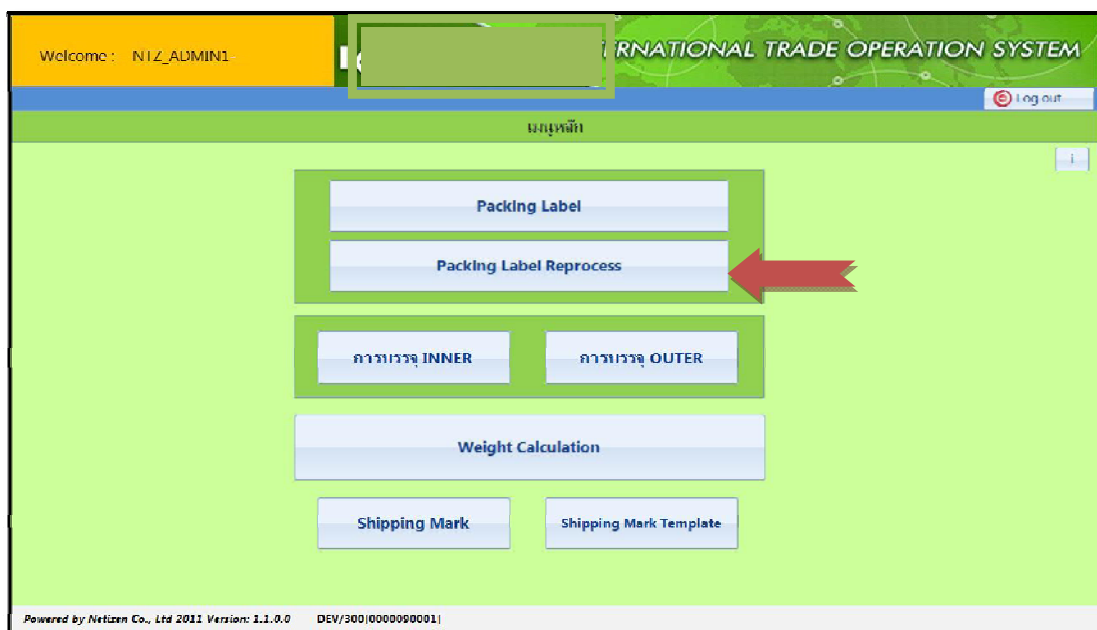 Welcome : NTZ_ADMIN1
ERNATIONAL TRADE OPERATION SYSTEM
Log out
เมนูหลัก
i
Packing Label
Packing Label Reprocess
การบรรจุ INNER
การบรรจุ OUTER
Weight Calculation
Shipping Mark
Shipping Mark Template
Powered by Netizen Co., Ltd 2011 Version: 1.1.0.0 DEV/300|0000090001|